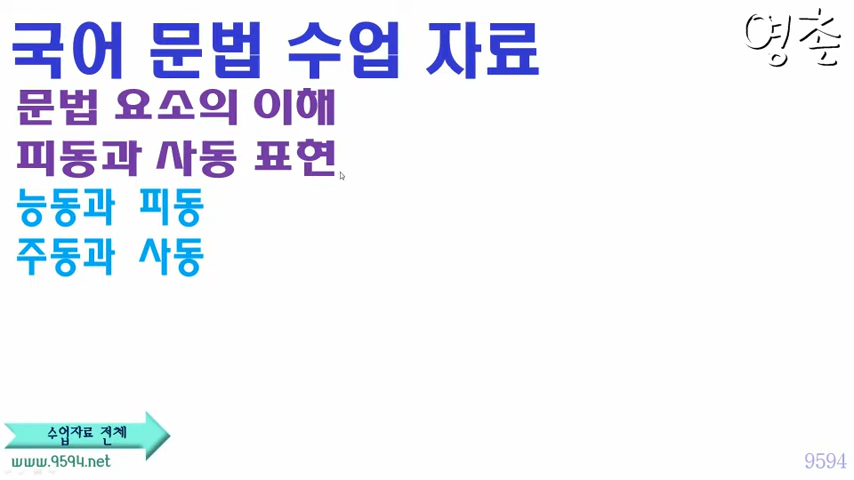 국어 문법 수업 자료
영촌
문법 요소의 이해
피동과 사동 표현
능동과 피동
주동과 사동
수업자료 전체
www.9594.net
9594